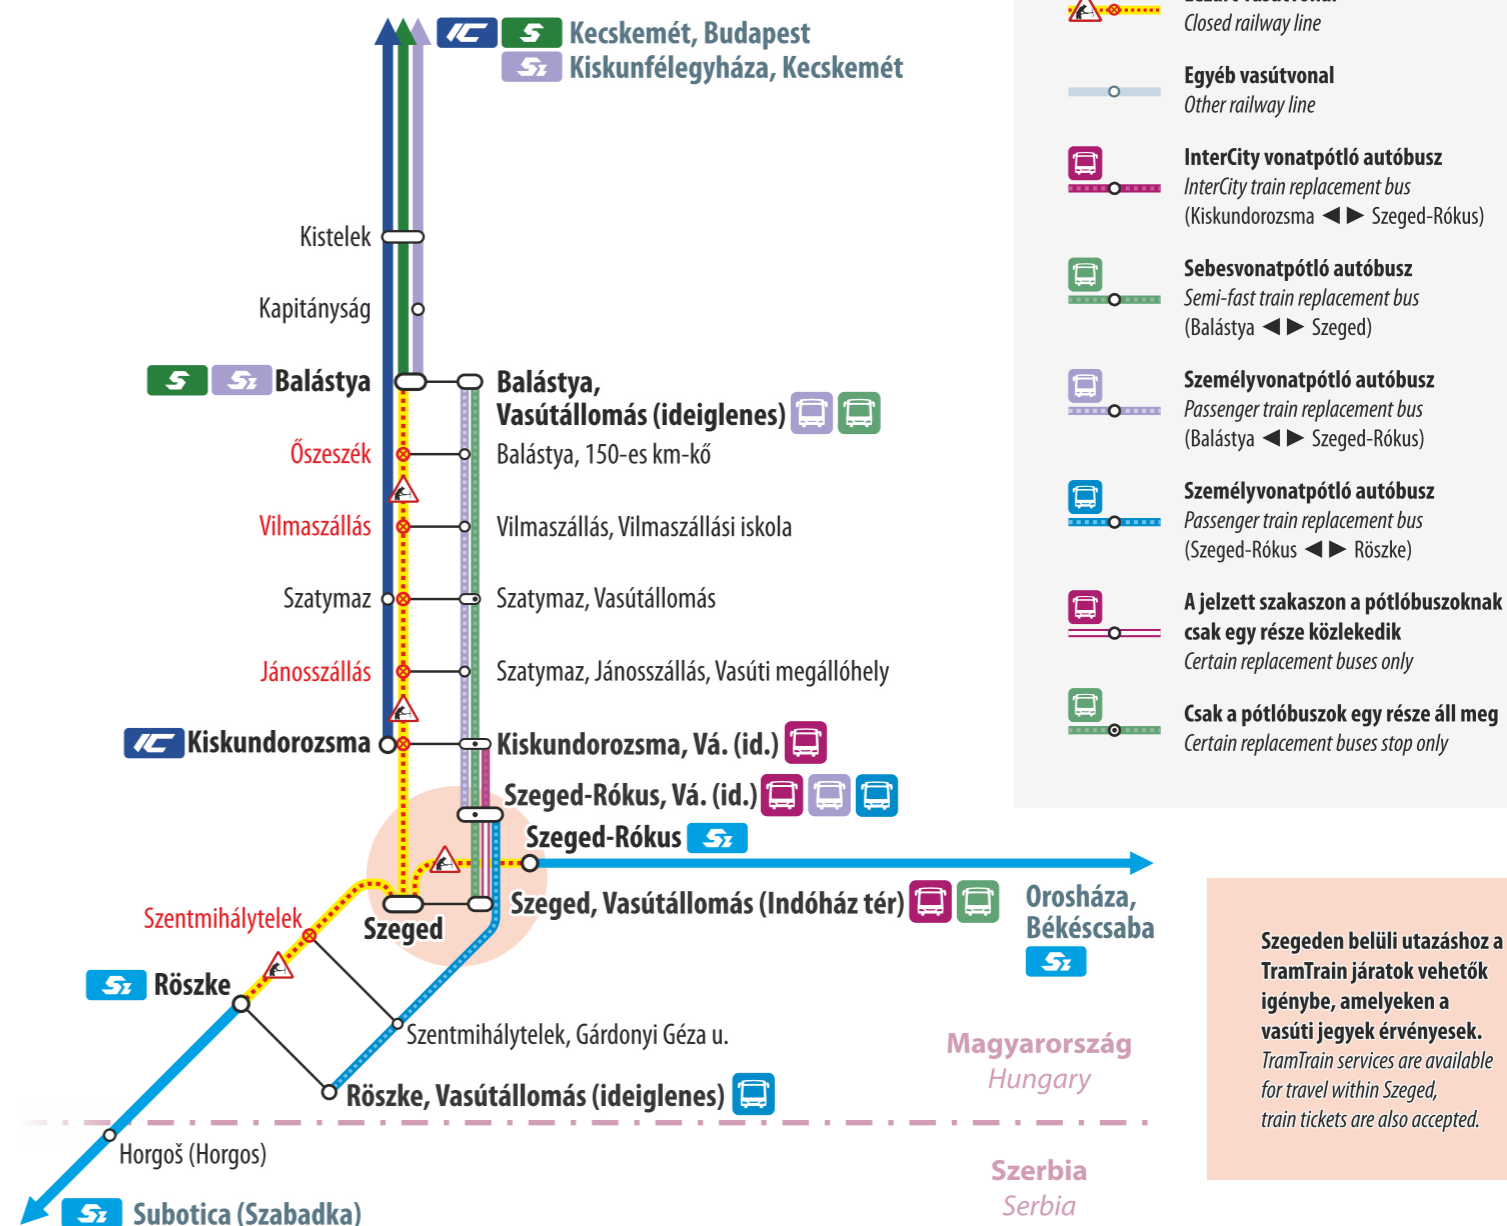 IC S Kecskemét, Budapest
Sz Kiskunfélegyháza, Kecskemét
Kistelek
Kapitányság
S Sz Balástya
Balástya,
Vasútállomás (ideiglenes)
Őszeszék
Balástya, 150-es km-kő
Vilmaszállás
Vilmaszállás, Vilmaszállási iskola
Szatymaz
Szatymaz, Vasútállomás
Jánosszállás
Szatymaz, Jánosszállás, Vasúti megállóhely
IC Kiskundorozsma
Kiskundorozsma, Vá. (id.)
Szeged-Rókus, Vá. (id.)
Szeged-Rókus Sz
Szeged, Vasútállomás (Indóház tér)
Szeged
Orosháza,
Békéscsaba
Sz
Szentmihálytelek
Sz Röszke
Szentmihálytelek, Gárdonyi Géza u.
Röszke, Vasútállomás (ideiglenes)
Magyarország
Hungary
Horgoš (Horgos)
Szerbia
Serbia
Sz Subotica (Szabadka)
Closed railway line
Egyéb vasútvonal
Other railway line
InterCity vonatpótló autóbusz
InterCity train replacement bus
(Kiskundorozsma ◄ ► Szeged-Rókus)
Sebesvonatpótló autóbusz
Semi-fast train replacement bus
(Balástya ◄ ► Szeged)
Személyvonatpótló autóbusz
Passenger train replacement bus
(Balástya ◄ ► Szeged-Rókus)
Személyvonatpótló autóbusz
Passenger train replacement bus
(Szeged-Rókus ◄ ► Röszke)
A jelzett szakaszon a pótlóbuszoknak
csak egy része közlekedik
Certain replacement buses only
Csak a pótlóbuszok egy része áll meg
Certain replacement buses stop only
Szegeden belüli utazáshoz a
TramTrain járatok vehetők
igénybe, amelyeken a
vasúti jegyek érvényesek.
TramTrain services are available
for travel within Szeged,
train tickets are also accepted.